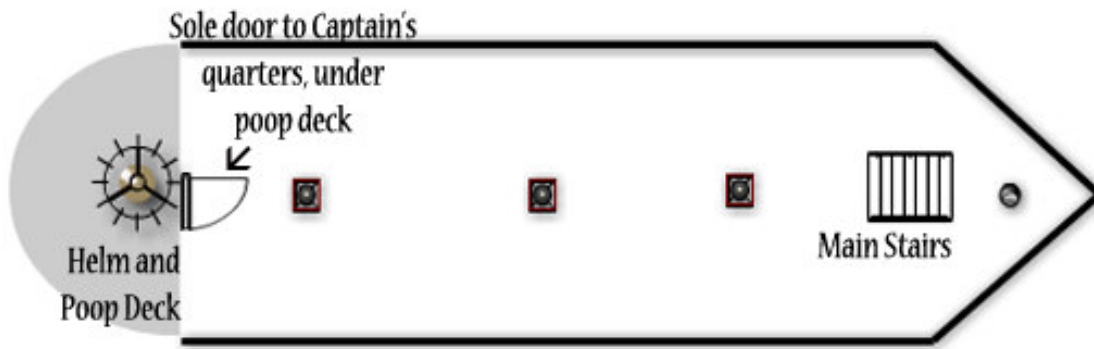 Sole door to Captain's
quarters, under
poop deck
Helm and
Poop Deck
Main Stairs